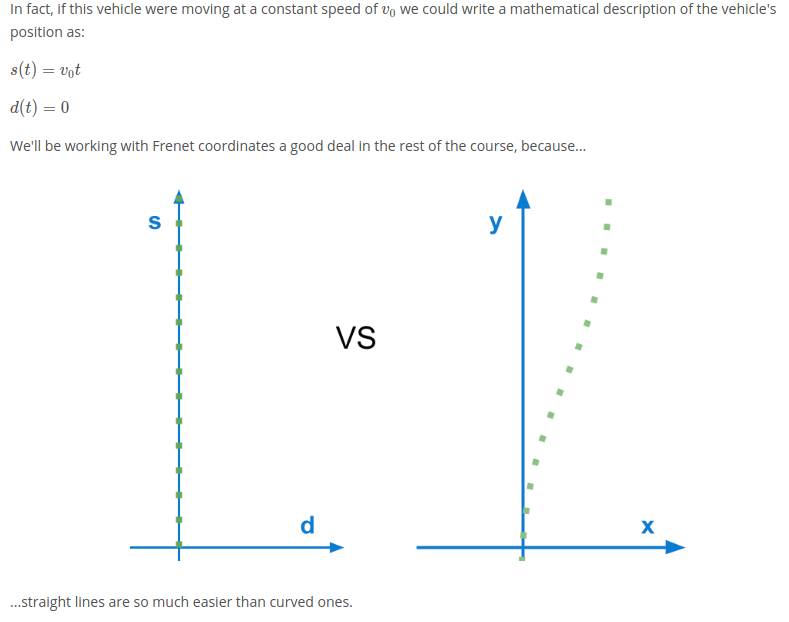 In fact, if this vehicle were moving at a constant speed of v₀ we could write a mathematical description of the vehicle's
position as:
s(t) = v₀t
d(t) = 0
We'll be working with Frenet coordinates a good deal in the rest of the course, because...
s
y
VS
d
x
...straight lines are so much easier than curved ones.